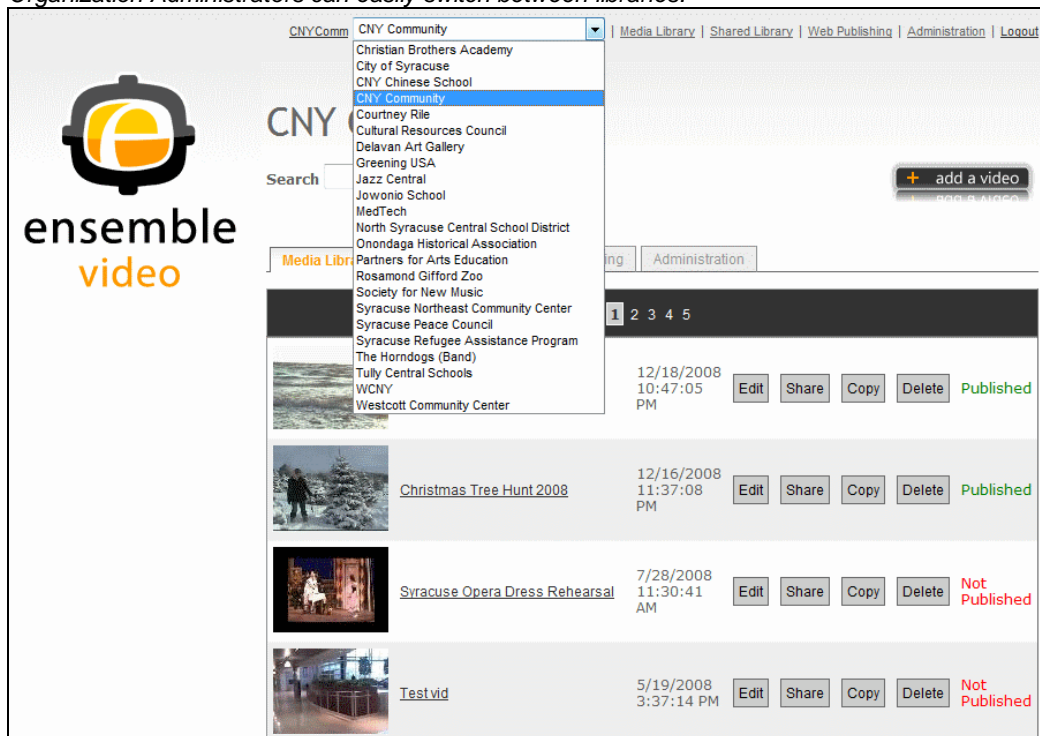 Organization Administrators can easily switch between libraries.
CNYComm CNY Community | Media Library | Shared Library | Web Publishing | Administration | Logout
Christian Brothers Academy
City of Syracuse
CNY Chinese School
CNY Community
Courtney Rile
Cultural Resources Council
Delavan Art Gallery
Greening USA
Jazz Central
Jowonio School
MedTech
North Syracuse Central School District
Onondaga Historical Association
Partners for Arts Education
Rosamond Gifford Zoo
Society for New Music
Syracuse Northeast Community Center
Syracuse Peace Council
Syracuse Refugee Assistance Program
The Horndogs (Band)
Tully Central Schools
WCNY
Westcott Community Center
ensemble
video
CNY
Search
+ add a video
Media Libr
ing
Administration
1 2 3 4 5
12/18/2008
10:47:05
PM
Edit Share Copy Delete Published
Christmas Tree Hunt 2008
12/16/2008
11:37:08
PM
Edit Share Copy Delete Published
Syracuse Opera Dress Rehearsal
7/28/2008
11:30:41
AM
Edit Share Copy Delete
Not
Published
Test vid
5/19/2008
3:37:14 PM
Edit Share Copy Delete
Not
Published